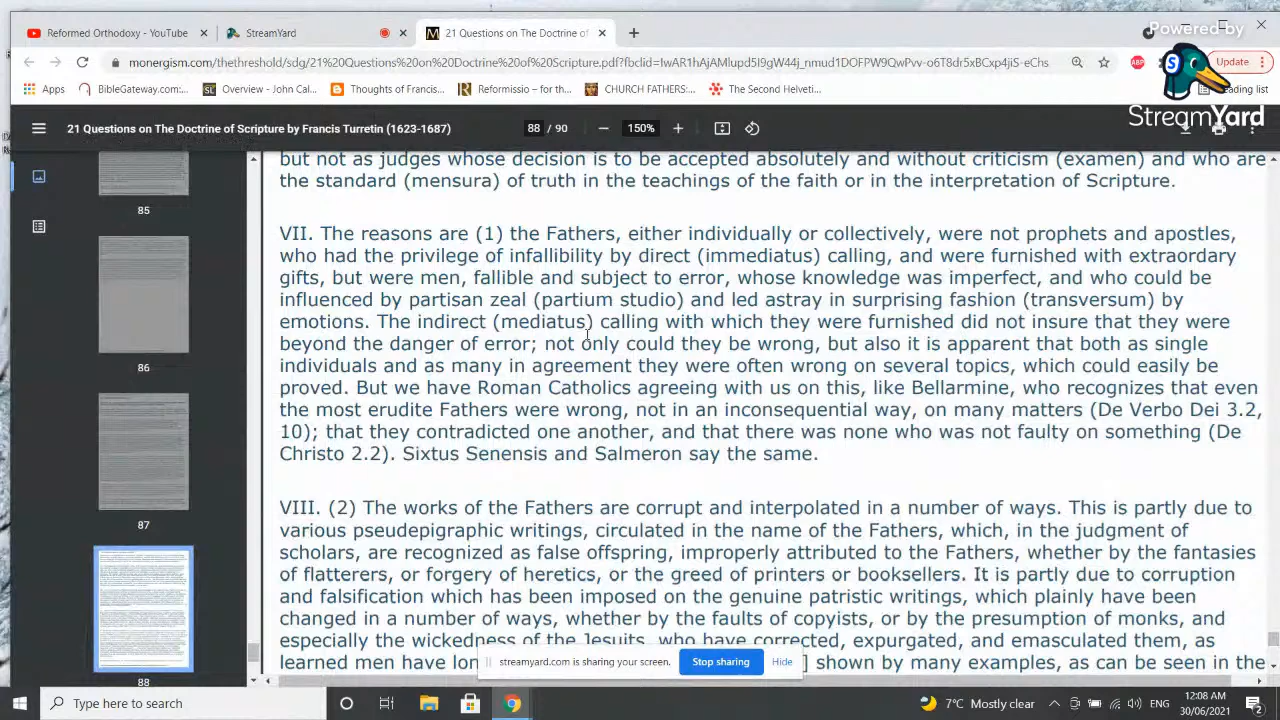 Powered by
StreamYard
Reformed Orthodoxy - YouTube
StreamYard
21 Questions on The Doctrine of
monergism.com/thethreshold/sdg/21%20Questions%20on%20Doctrine%20of%20Scripture.pdf?fbclid=IwAR1hAjAMIu
Update
Apps
BibleGateway.com:...
Overview - John Cal...
Thoughts of Francis...
Reformiert – for th...
CHURCH FATHERS:...
The Second Helveti...
ding list
21 Questions on The Doctrine of Scripture by Francis Turretin (1623-1687)
88 / 90
150%
85
86
87
88
but not as judges whose decision is to be accepted absolutely and without criticism (examen) and who are
the standard (mensura) of truth in the teachings of the faith or in the interpretation of Scripture.
VII. The reasons are (1) the Fathers, either individually or collectively, were not prophets and apostles,
who had the privilege of infallibility by direct (immediatus) calling, and were furnished with extraordary
gifts, but were men, fallible and subject to error, whose knowledge was imperfect, and who could be
influenced by partisan zeal (partium studio) and led astray in surprising fashion (transversum) by
emotions. The indirect (mediatus) calling with which they were furnished did not insure that they were
beyond the danger of error; not only could they be wrong, but also it is apparent that both as single
individuals and as many in agreement they were often wrong on several topics, which could easily be
proved. But we have Roman Catholics agreeing with us on this, like Bellarmine, who recognizes that even
the most erudite Fathers were wrong, not in an inconsequential way, on many matters (De Verbo Dei 3.2,
10); that they contradicted one another, and that there was none who was not faulty on something (De
Christo 2.2). Sixtus Senensis and Salmeron say the same.
VIII. (2) The works of the Fathers are corrupt and interpolated in a number of ways. This is partly due to
various pseudepigraphic writings, circulated in the name of the Fathers, which, in the judgment of
scholars, are recognized as false offspring, improperly attributed to the Fathers, whether by the fantasies
of flatterers, or forgery of heretics, or the greed of printers or booksellers. It is partly due to corruption
and falsification which has been imposed on the genuine patristic writings, which plainly have been
changed in a number of ways, whether by the faults of copyists, or by the presumption of monks, and
especially the wickedness of the Jesuits, who have corrected, expurgated, and emasculated them, as
learned men have lon ] shown by many examples, as can be seen in the
streamyard.com is sharing your screen.
Stop sharing
Hide
Type here to search
7°C Mostly clear
ENG
12:08 AM
30/06/2021
2